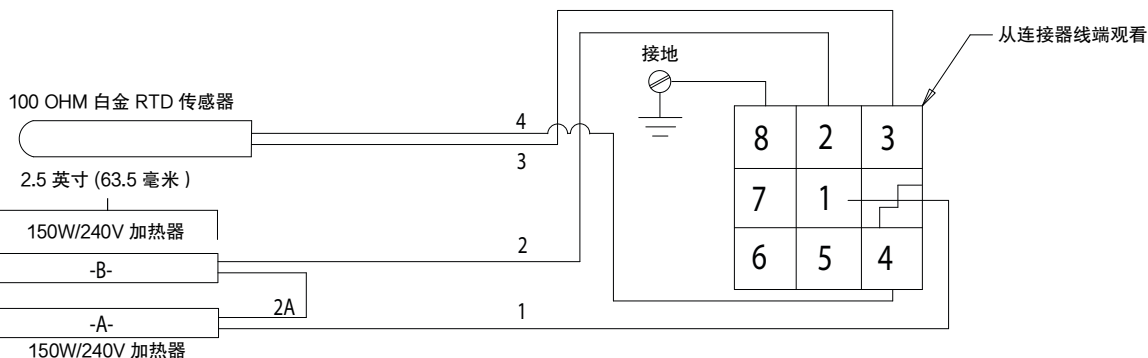 从连接器线端观看
接地
100 OHM 白金 RTD 传感器
4
3
2.5 英寸 (63.5 毫米 )
150W/240V 加热器
2
-B-
2A
1
-A-
150W/240V 加热器
8 2 3
7 1
6 5 4